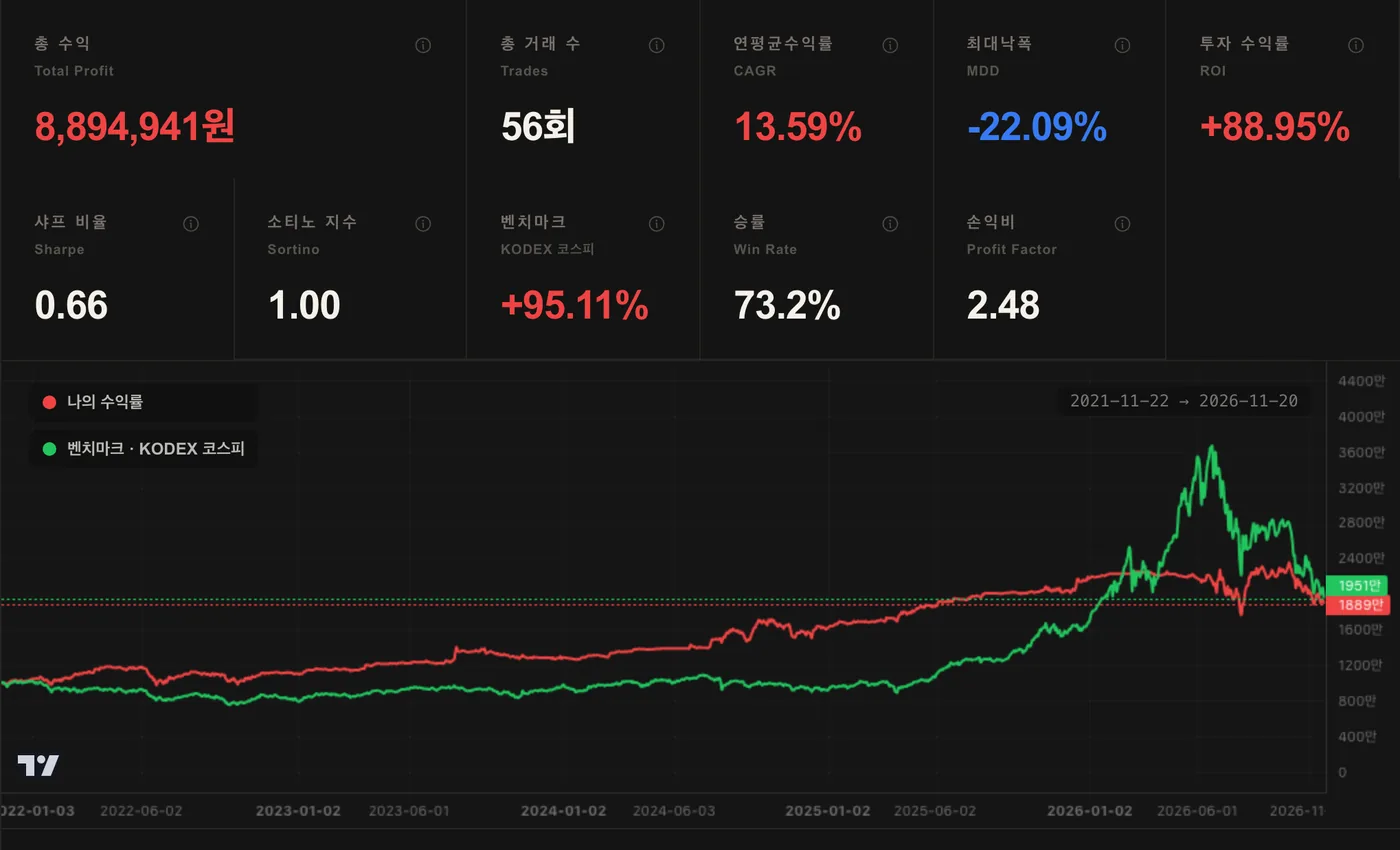 총 수익
Total Profit
8,894,941원
총 거래 수
Trades
56회
연평균수익률
CAGR
13.59%
최대낙폭
MDD
-22.09%
투자 수익률
ROI
+88.95%
샤프 비율
Sharpe
0.66
소티노 지수
Sortino
1.00
벤치마크
KODEX 코스피
+95.11%
승률
Win Rate
73.2%
손익비
Profit Factor
2.48
나의 수익률
벤치마크 · KODEX 코스피
2021-11-22 → 2026-11-20
4400만
4000만
3600만
3200만
2800만
2400만
1951만
1889만
1600만
1200만
800만
400만
0
022-01-03
2022-06-02
2023-01-02
2023-06-01
2024-01-02
2024-06-03
2025-01-02
2025-06-02
2026-01-02
2026-06-01
2026-11-